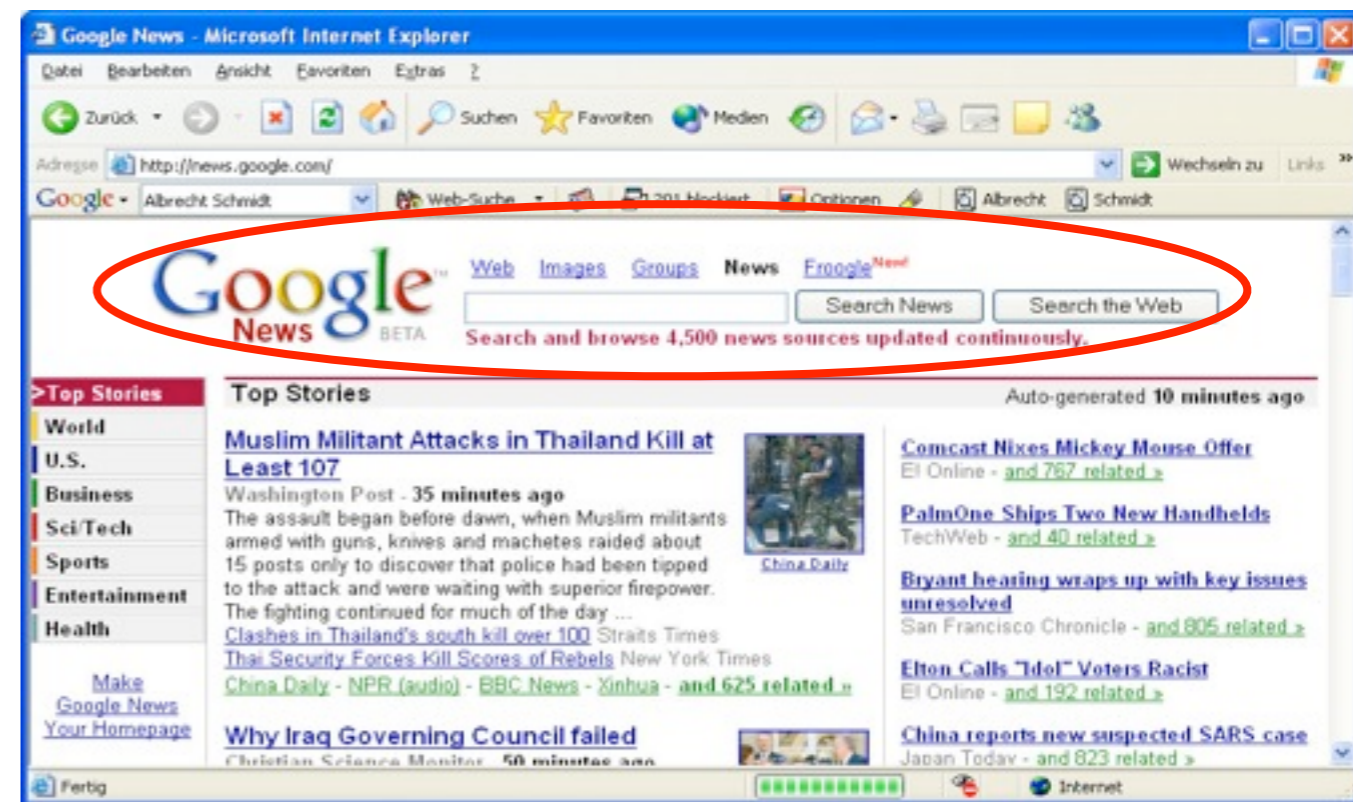 Google News - Microsoft Internet Explorer
Datei Bearbeiten Ansicht Favoriten Extras ?
Zurück Suchen Favoriten Medien
Adresse http://news.google.com/ Wechseln zu Links »
Google Albrecht Schmidt Web-Suche 201 blockiert Optionen Albrecht Schmidt
Google™ News BETA
Web Images Groups News Froogle New!
Search News Search the Web
Search and browse 4,500 news sources updated continuously.
>Top Stories
World
U.S.
Business
Sci/Tech
Sports
Entertainment
Health
Make
Google News
Your Homepage
Top Stories
Auto-generated 10 minutes ago
Muslim Militant Attacks in Thailand Kill at
Least 107
Washington Post - 35 minutes ago
The assault began before dawn, when Muslim militants
armed with guns, knives and machetes raided about
15 posts only to discover that police had been tipped
to the attack and were waiting with superior firepower.
The fighting continued for much of the day ...
Clashes in Thailand's south kill over 100 Straits Times
Thai Security Forces Kill Scores of Rebels New York Times
China Daily - NPR (audio) - BBC News - Xinhua - and 625 related »
China Daily
Why Iraq Governing Council failed
Christian Science Monitor - 50 minutes ago
Comcast Nixes Mickey Mouse Offer
E! Online - and 767 related »
PalmOne Ships Two New Handhelds
TechWeb - and 40 related »
Bryant hearing wraps up with key issues
unresolved
San Francisco Chronicle - and 805 related »
Elton Calls "Idol" Voters Racist
E! Online - and 192 related »
China reports new suspected SARS case
Japan Today - and 823 related »
Fertig Internet